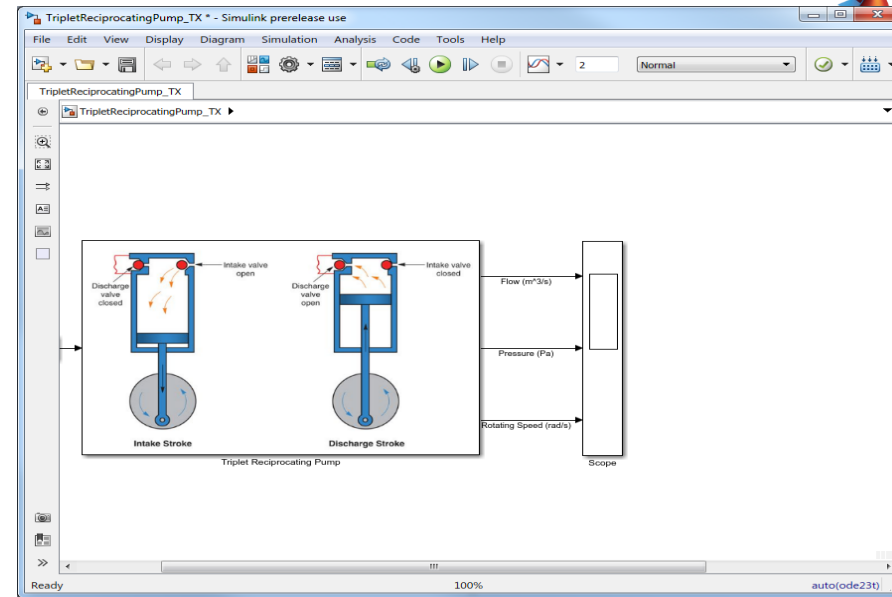 TripletReciprocatingPump_TX * - Simulink prerelease use
File Edit View Display Diagram Simulation Analysis Code Tools Help
2 Normal
TripletReciprocatingPump_TX
TripletReciprocatingPump_TX
Intake valve
open
Discharge
valve
closed
Intake valve
closed
Discharge
valve
open
Intake Stroke
Discharge Stroke
Triplet Reciprocating Pump
Flow (m^3/s)
Pressure (Pa)
Rotating Speed (rad/s)
Scope
Ready 100% auto(ode23t)